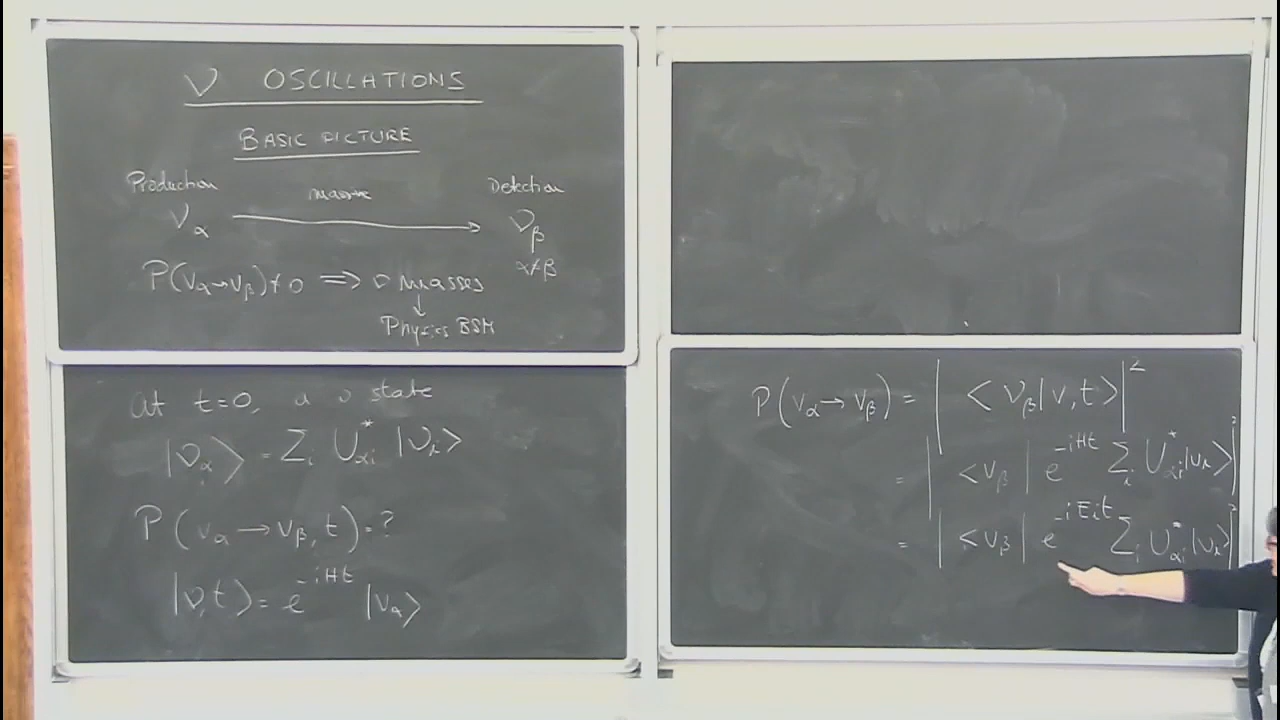 ν OSCILLATIONS
BASIC PICTURE
Production massive Detection
ν_α ⟶ ν_β
P(ν_α→ν_β)≠0 ⟹ ν masses α≠β
↓
Physics BSM
at t=0, a ν state
|ν_α⟩ = Σ_i U*_αi |ν_i⟩
P(ν_α→ν_β, t)=?
|ν,t⟩ = e^{-iHt} |ν_α⟩
P(ν_α→ν_β) = |<ν_β|ν,t>|²
= |<ν_β| e^{-iHt} Σ_i U*_αi |ν_i>|²
= |<ν_β| e^{-iE_it} Σ_i U*_αi |ν_i>|²